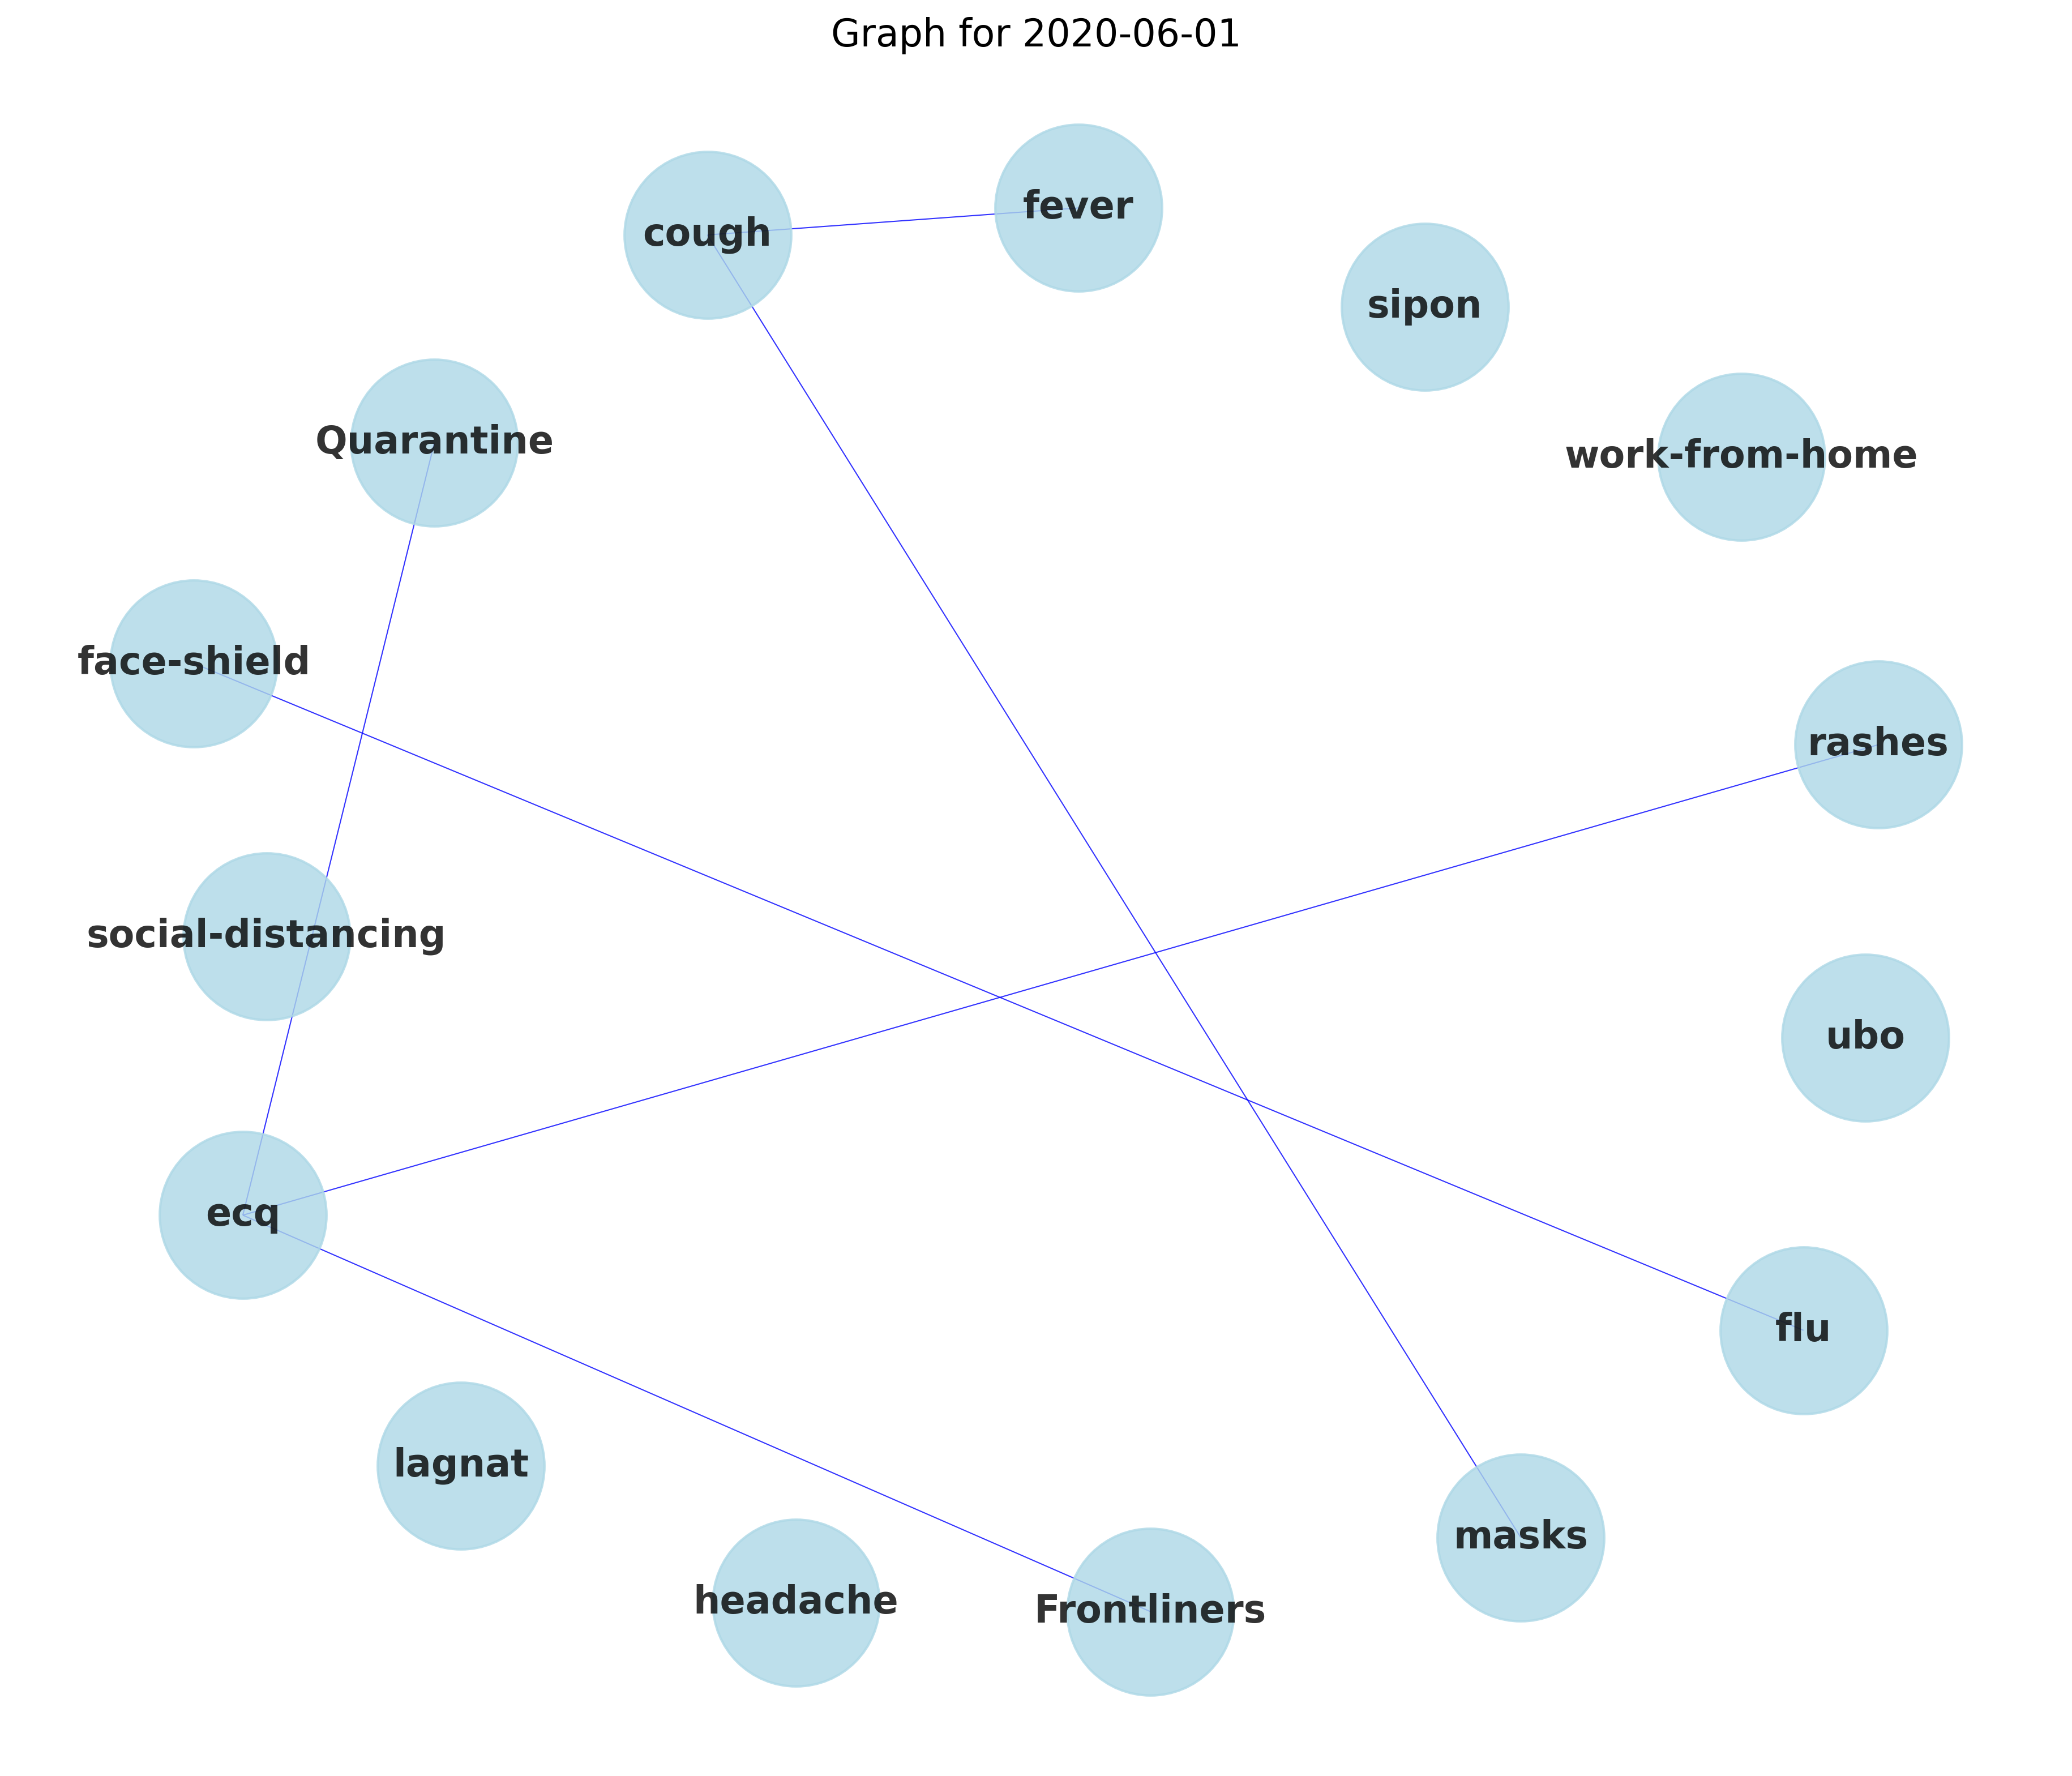 Graph for 2020-06-01
fever
cough
sipon
Quarantine
work-from-home
face-shield
rashes
social-distancing
ubo
ecq
flu
lagnat
masks
headache
Frontliners